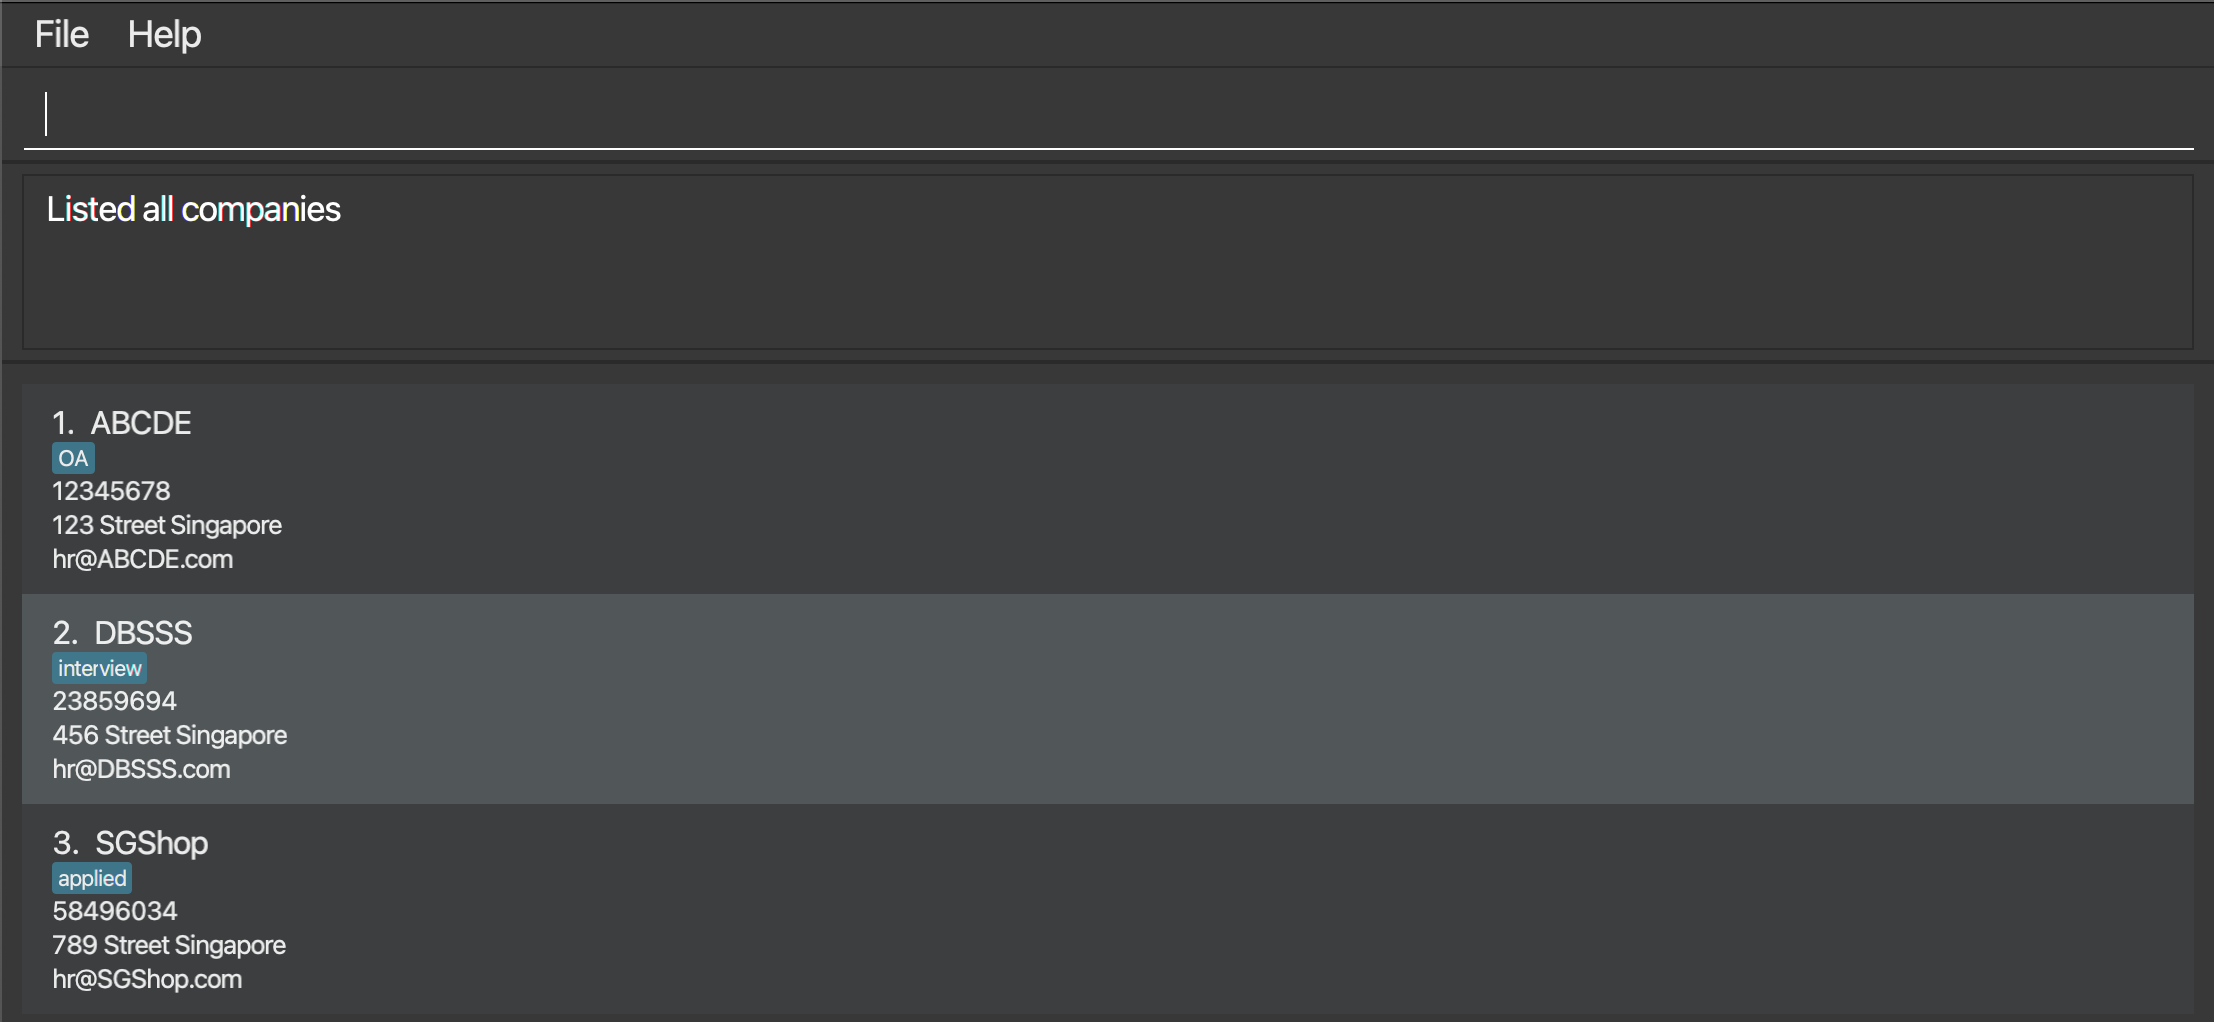 File Help
Listed all companies
1. ABCDE
OA
12345678
123 Street Singapore
hr@ABCDE.com
2. DBSSS
interview
23859694
456 Street Singapore
hr@DBSSS.com
3. SGShop
applied
58496034
789 Street Singapore
hr@SGShop.com